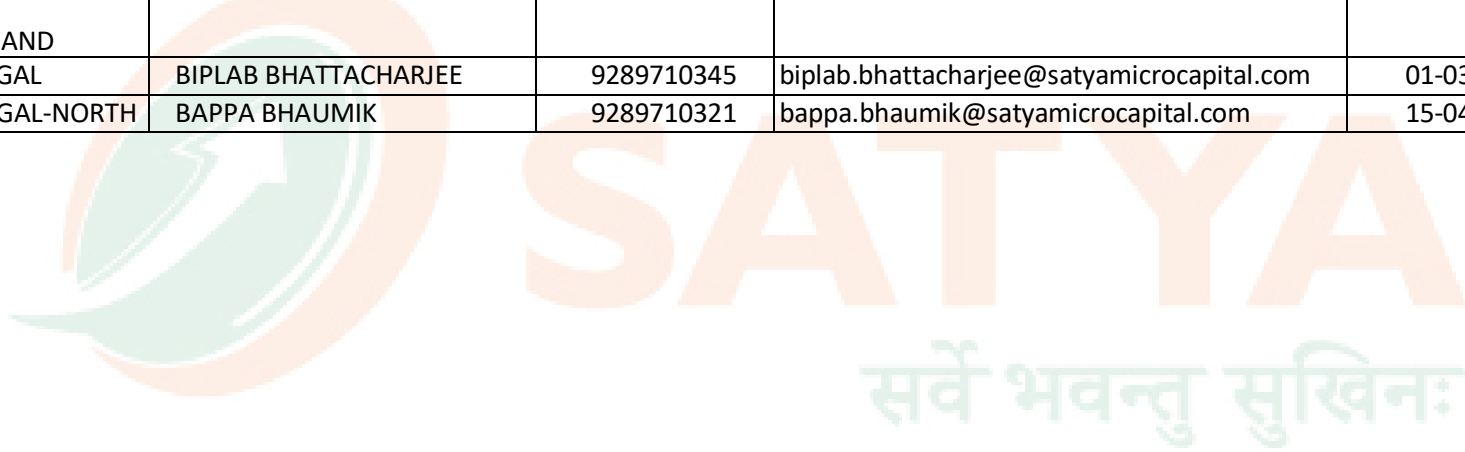 AND
GAL BIPLAB BHATTACHARJEE 9289710345 biplab.bhattacharjee@satyamicrocapital.com 01-03
GAL-NORTH BAPPA BHAUMIK 9289710321 bappa.bhaumik@satyamicrocapital.com 15-04
SATYA
सर्वे भवन्तु सुखिनः